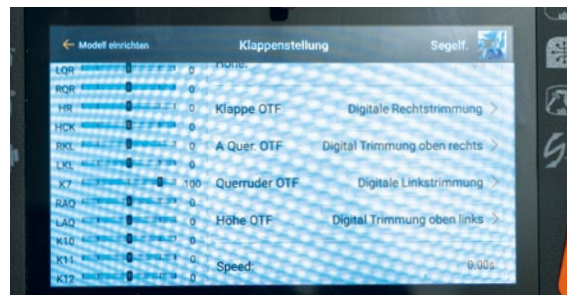 ← Modell einrichten Klappenstellung Segelf.
LQR 0 Höhe:
RQR 0
HR 0 Klappe OTF Digitale Rechtstrimmung >
HCK 0
RKL 0 A Quer. OTF Digital Trimmung oben rechts >
LKL 0
K7 100 Querruder OTF Digitale Linkstrimmung >
RAQ 0
LAQ 0 Höhe OTF Digital Trimmung oben links >
K10 0
K11 0 Speed: 0.00s
K12 0